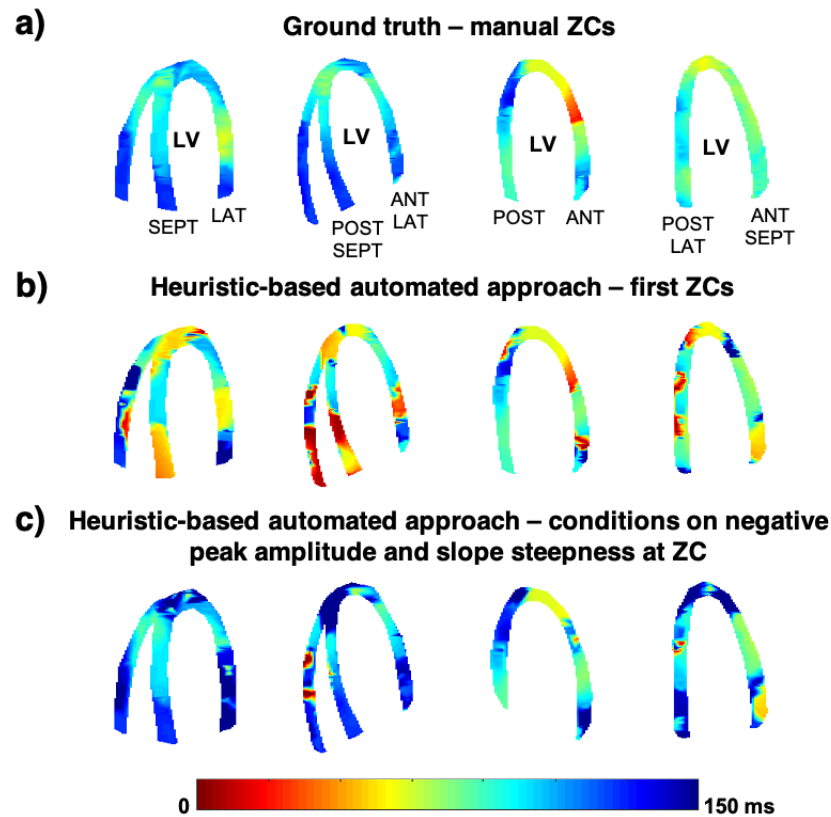 a)
Ground truth – manual ZCs
LV
LV
LV
LV
SEPT
LAT
POST
SEPT
ANT
LAT
POST
ANT
POST
LAT
ANT
SEPT
b)
Heuristic-based automated approach – first ZCs
c)
Heuristic-based automated approach – conditions on negative
peak amplitude and slope steepness at ZC
0
150 ms